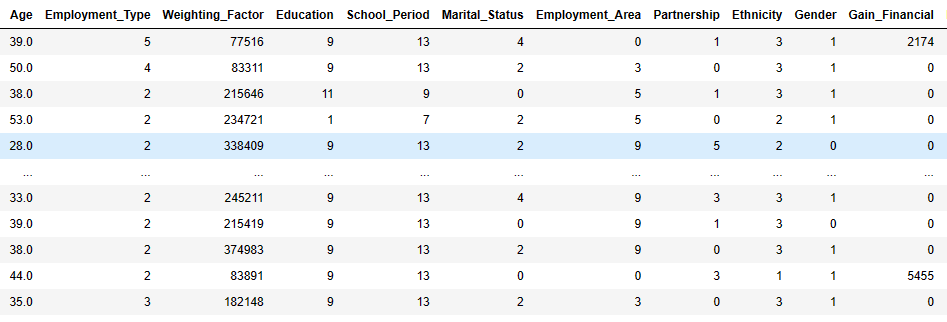 Age Employment_Type Weighting_Factor Education School_Period Marital_Status Employment_Area Partnership Ethnicity Gender Gain_Financial
39.0 5 77516 9 13 4 0 1 3 1 2174
50.0 4 83311 9 13 2 3 0 3 1 0
38.0 2 215646 11 9 0 5 1 3 1 0
53.0 2 234721 1 7 2 5 0 2 1 0
28.0 2 338409 9 13 2 9 5 2 0 0
... ... ... ... ... ... ... ... ... ... ...
33.0 2 245211 9 13 4 9 3 3 1 0
39.0 2 215419 9 13 0 9 1 3 0 0
38.0 2 374983 9 13 2 9 0 3 1 0
44.0 2 83891 9 13 0 0 3 1 1 5455
35.0 3 182148 9 13 2 3 0 3 1 0